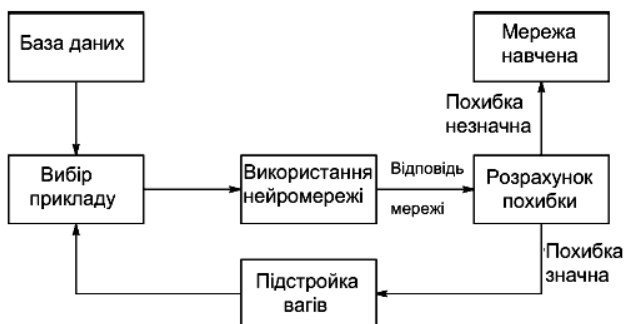 База даних
Мережа
навчена
Похибка
незначна
Вибір
прикладу
Використання
нейромережі
Відповідь
мережі
Розрахунок
похибки
Похибка
значна
Підстройка
вагів